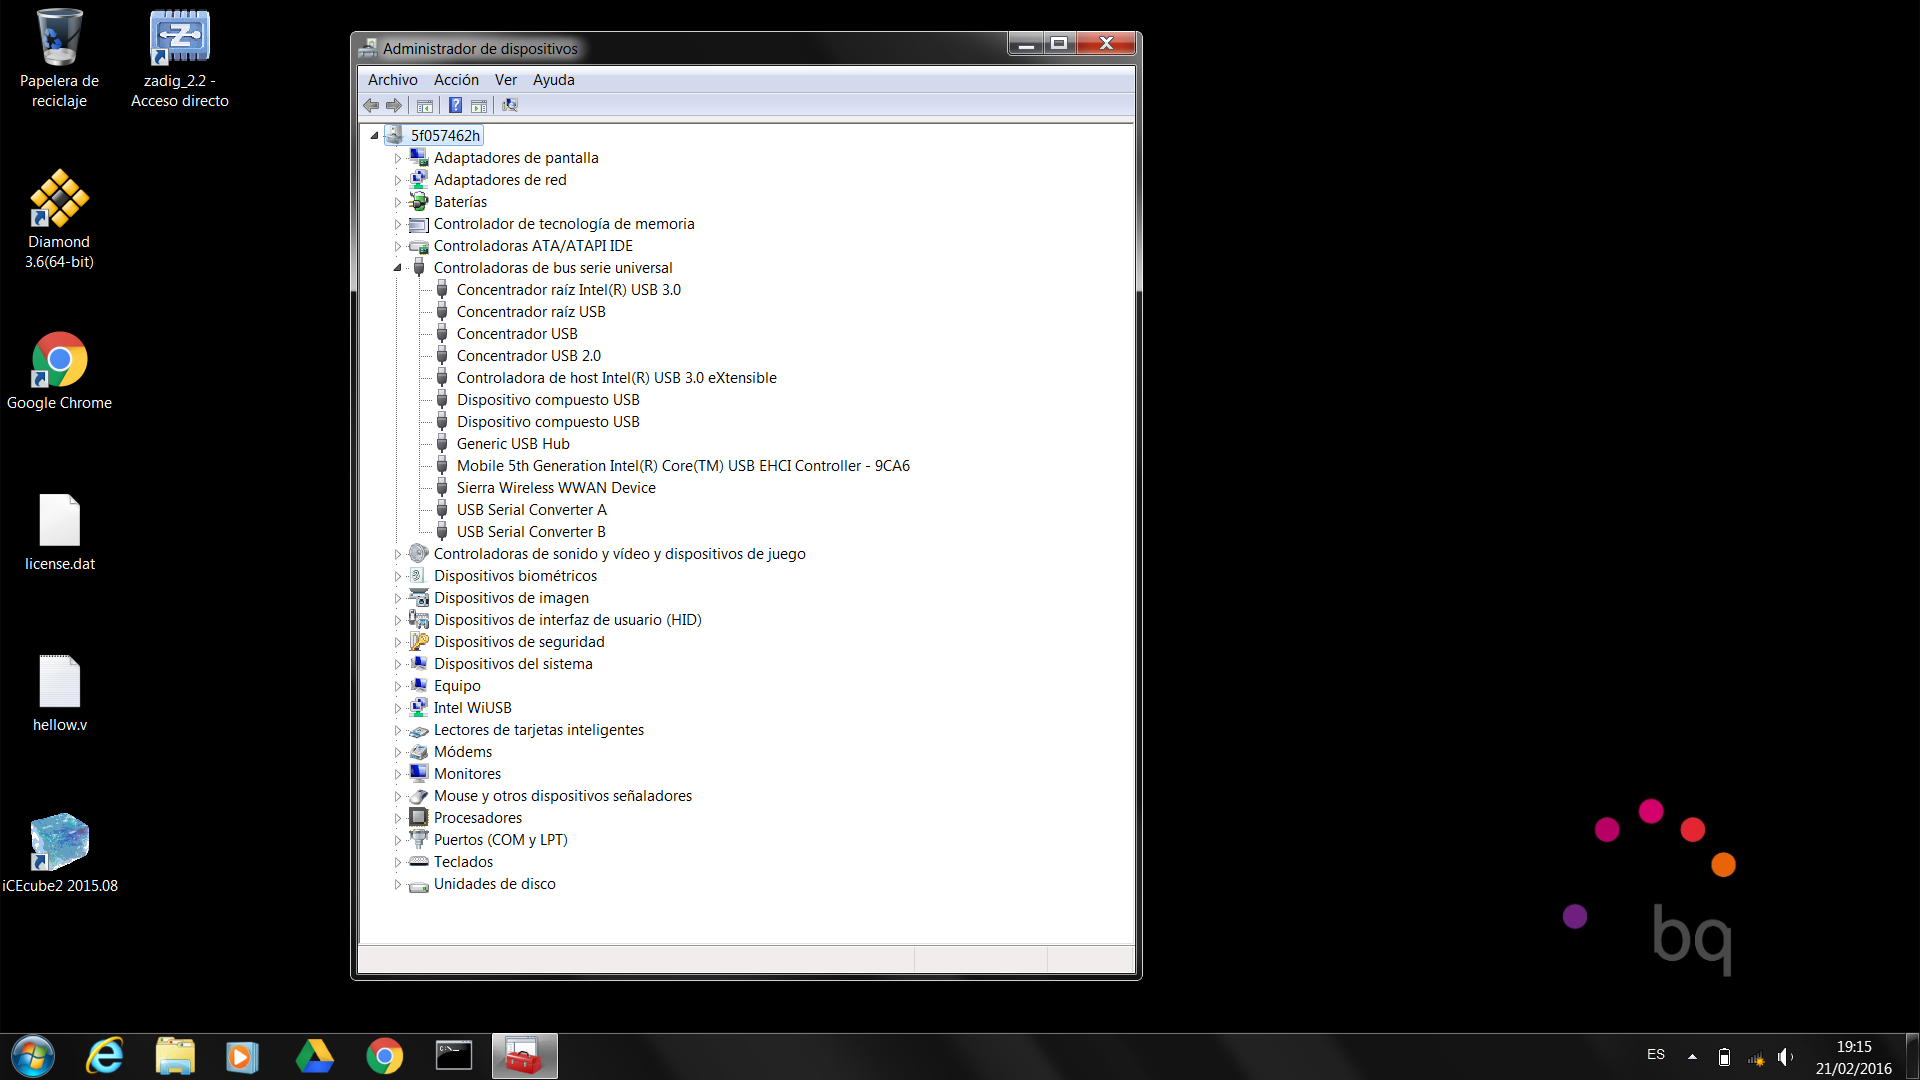 Papelera de
reciclaje
zadig_2.2 -
Acceso directo
Diamond
3.6(64-bit)
Google Chrome
license.dat
hellow.v
iCEcube2 2015.08
Administrador de dispositivos
Archivo Acción Ver Ayuda
5f057462h
Adaptadores de pantalla
Adaptadores de red
Baterías
Controlador de tecnología de memoria
Controladoras ATA/ATAPI IDE
Controladoras de bus serie universal
Concentrador raíz Intel(R) USB 3.0
Concentrador raíz USB
Concentrador USB
Concentrador USB 2.0
Controladora de host Intel(R) USB 3.0 eXtensible
Dispositivo compuesto USB
Dispositivo compuesto USB
Generic USB Hub
Mobile 5th Generation Intel(R) Core(TM) USB EHCI Controller - 9CA6
Sierra Wireless WWAN Device
USB Serial Converter A
USB Serial Converter B
Controladoras de sonido y vídeo y dispositivos de juego
Dispositivos biométricos
Dispositivos de imagen
Dispositivos de interfaz de usuario (HID)
Dispositivos de seguridad
Dispositivos del sistema
Equipo
Intel WiUSB
Lectores de tarjetas inteligentes
Módems
Monitores
Mouse y otros dispositivos señaladores
Procesadores
Puertos (COM y LPT)
Teclados
Unidades de disco
bq
ES
19:15
21/02/2016